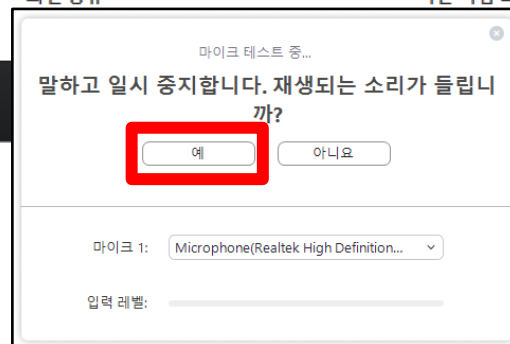 마이크 테스트 중...
말하고 일시 중지합니다. 재생되는 소리가 들립니
까?
예 아니요
마이크 1: Microphone(Realtek High Definition...
입력 레벨: